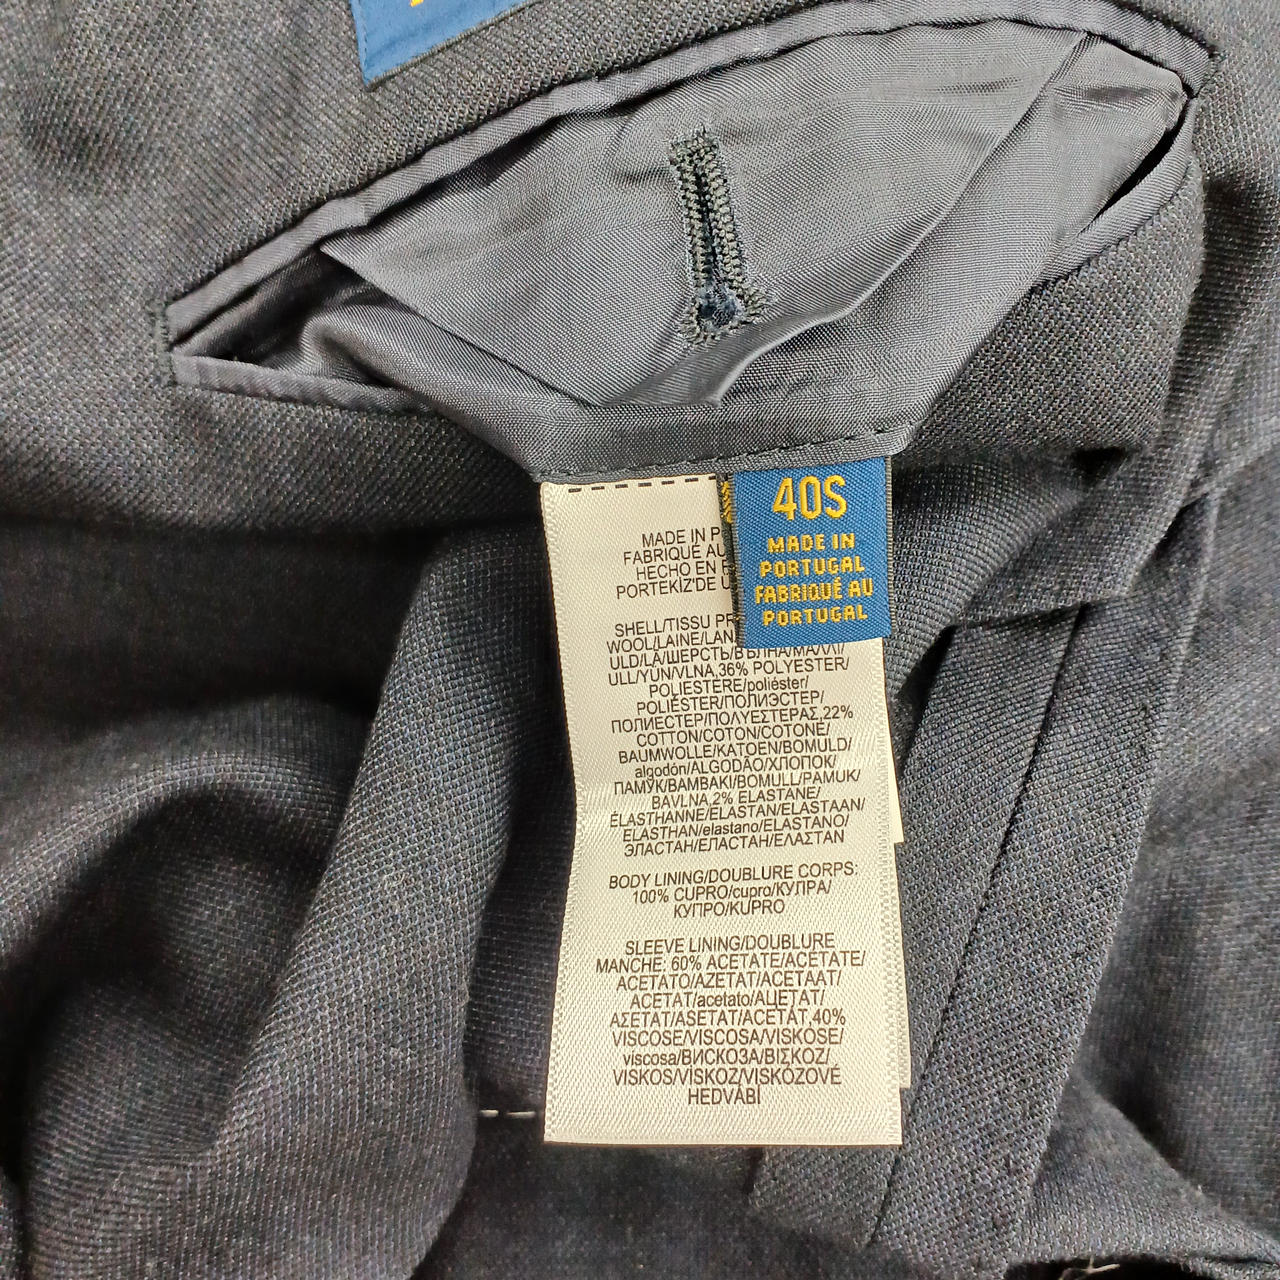 40S
MADE IN
PORTUGAL
FABRIQUÉ AU
PORTUGAL
MADE IN
FABRIQUÉ AU
HECHO EN
PORTEKİZ'DE
SHELL/TISSU
WOOL/LAINE/LAN
ULD/LÃ/ШЕРСТЬ/ВЪЛНА/ΜΑΛΛΙ/
ULL/YÜN/VLNA,36% POLYESTER/
POLIESTERE/poliéster/
POLIÉSTER/ПОЛИЭСТЕР/
ПОЛИЕСТЕР/ΠΟΛΥΕΣΤΕΡΑΣ,22%
COTTON/COTON/COTONE/
BAUMWOLLE/KATOEN/BOMULD/
algodón/ALGODÃO/ХЛОПОК/
ПАМУК/ΒΑΜΒΑΚΙ/BOMULL/PAMUK/
BAVLNA,2% ELASTANE/
ÉLASTHANNE/ELASTAN/ELASTAAN/
ELASTHAN/elastano/ELASTANO/
ЭЛАСТАН/ЕЛАСТАН/ΕΛΑΣΤΑΝ
BODY LINING/DOUBLURE CORPS:
100% CUPRO/cupro/КУПРА/
КУПРО/KUPRO
SLEEVE LINING/DOUBLURE
MANCHE: 60% ACETATE/ACÉTATE/
ACETATO/AZETAT/ACETAAT/
ACETAT/acetato/АЦЕТАТ/
ΑΣΕΤΑΤ/ASETAT/ACETÁT,40%
VISCOSE/VISCOSA/VISKOSE/
viscosa/ВИСКОЗА/ΒΙΣΚΟΖ/
VISKOS/VİSKOZ/VISKÓZOVÉ
HEDVÁBÍ